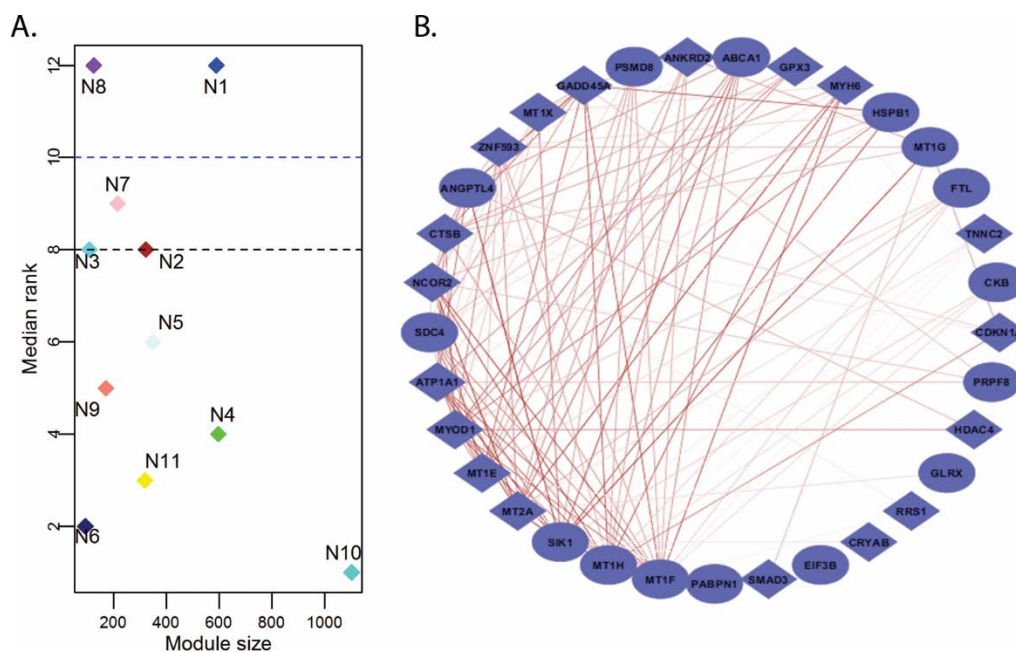 A.
B.
12
10
8
6
4
2
Median rank
N8
N1
N7
N3
N2
N5
N9
N4
N11
N6
N10
200
400
600
800
1000
Module size
ABCA1
GPX3
MYH6
HSPB1
MT1G
FTL
TNNC2
CKB
PRPF8
HDAC4
GLRX
RRS1
CRYAB
EIF3B
SMAD3
PABPN1
MT1F
MT1H
SIK1
MT2A
MT1E
MYOD1
ATP1A1
SDC4
NCOR2
CTSB
ANGPTL4
ZNF593
MT1X
GADD45A
PSMD8
ANKRD2